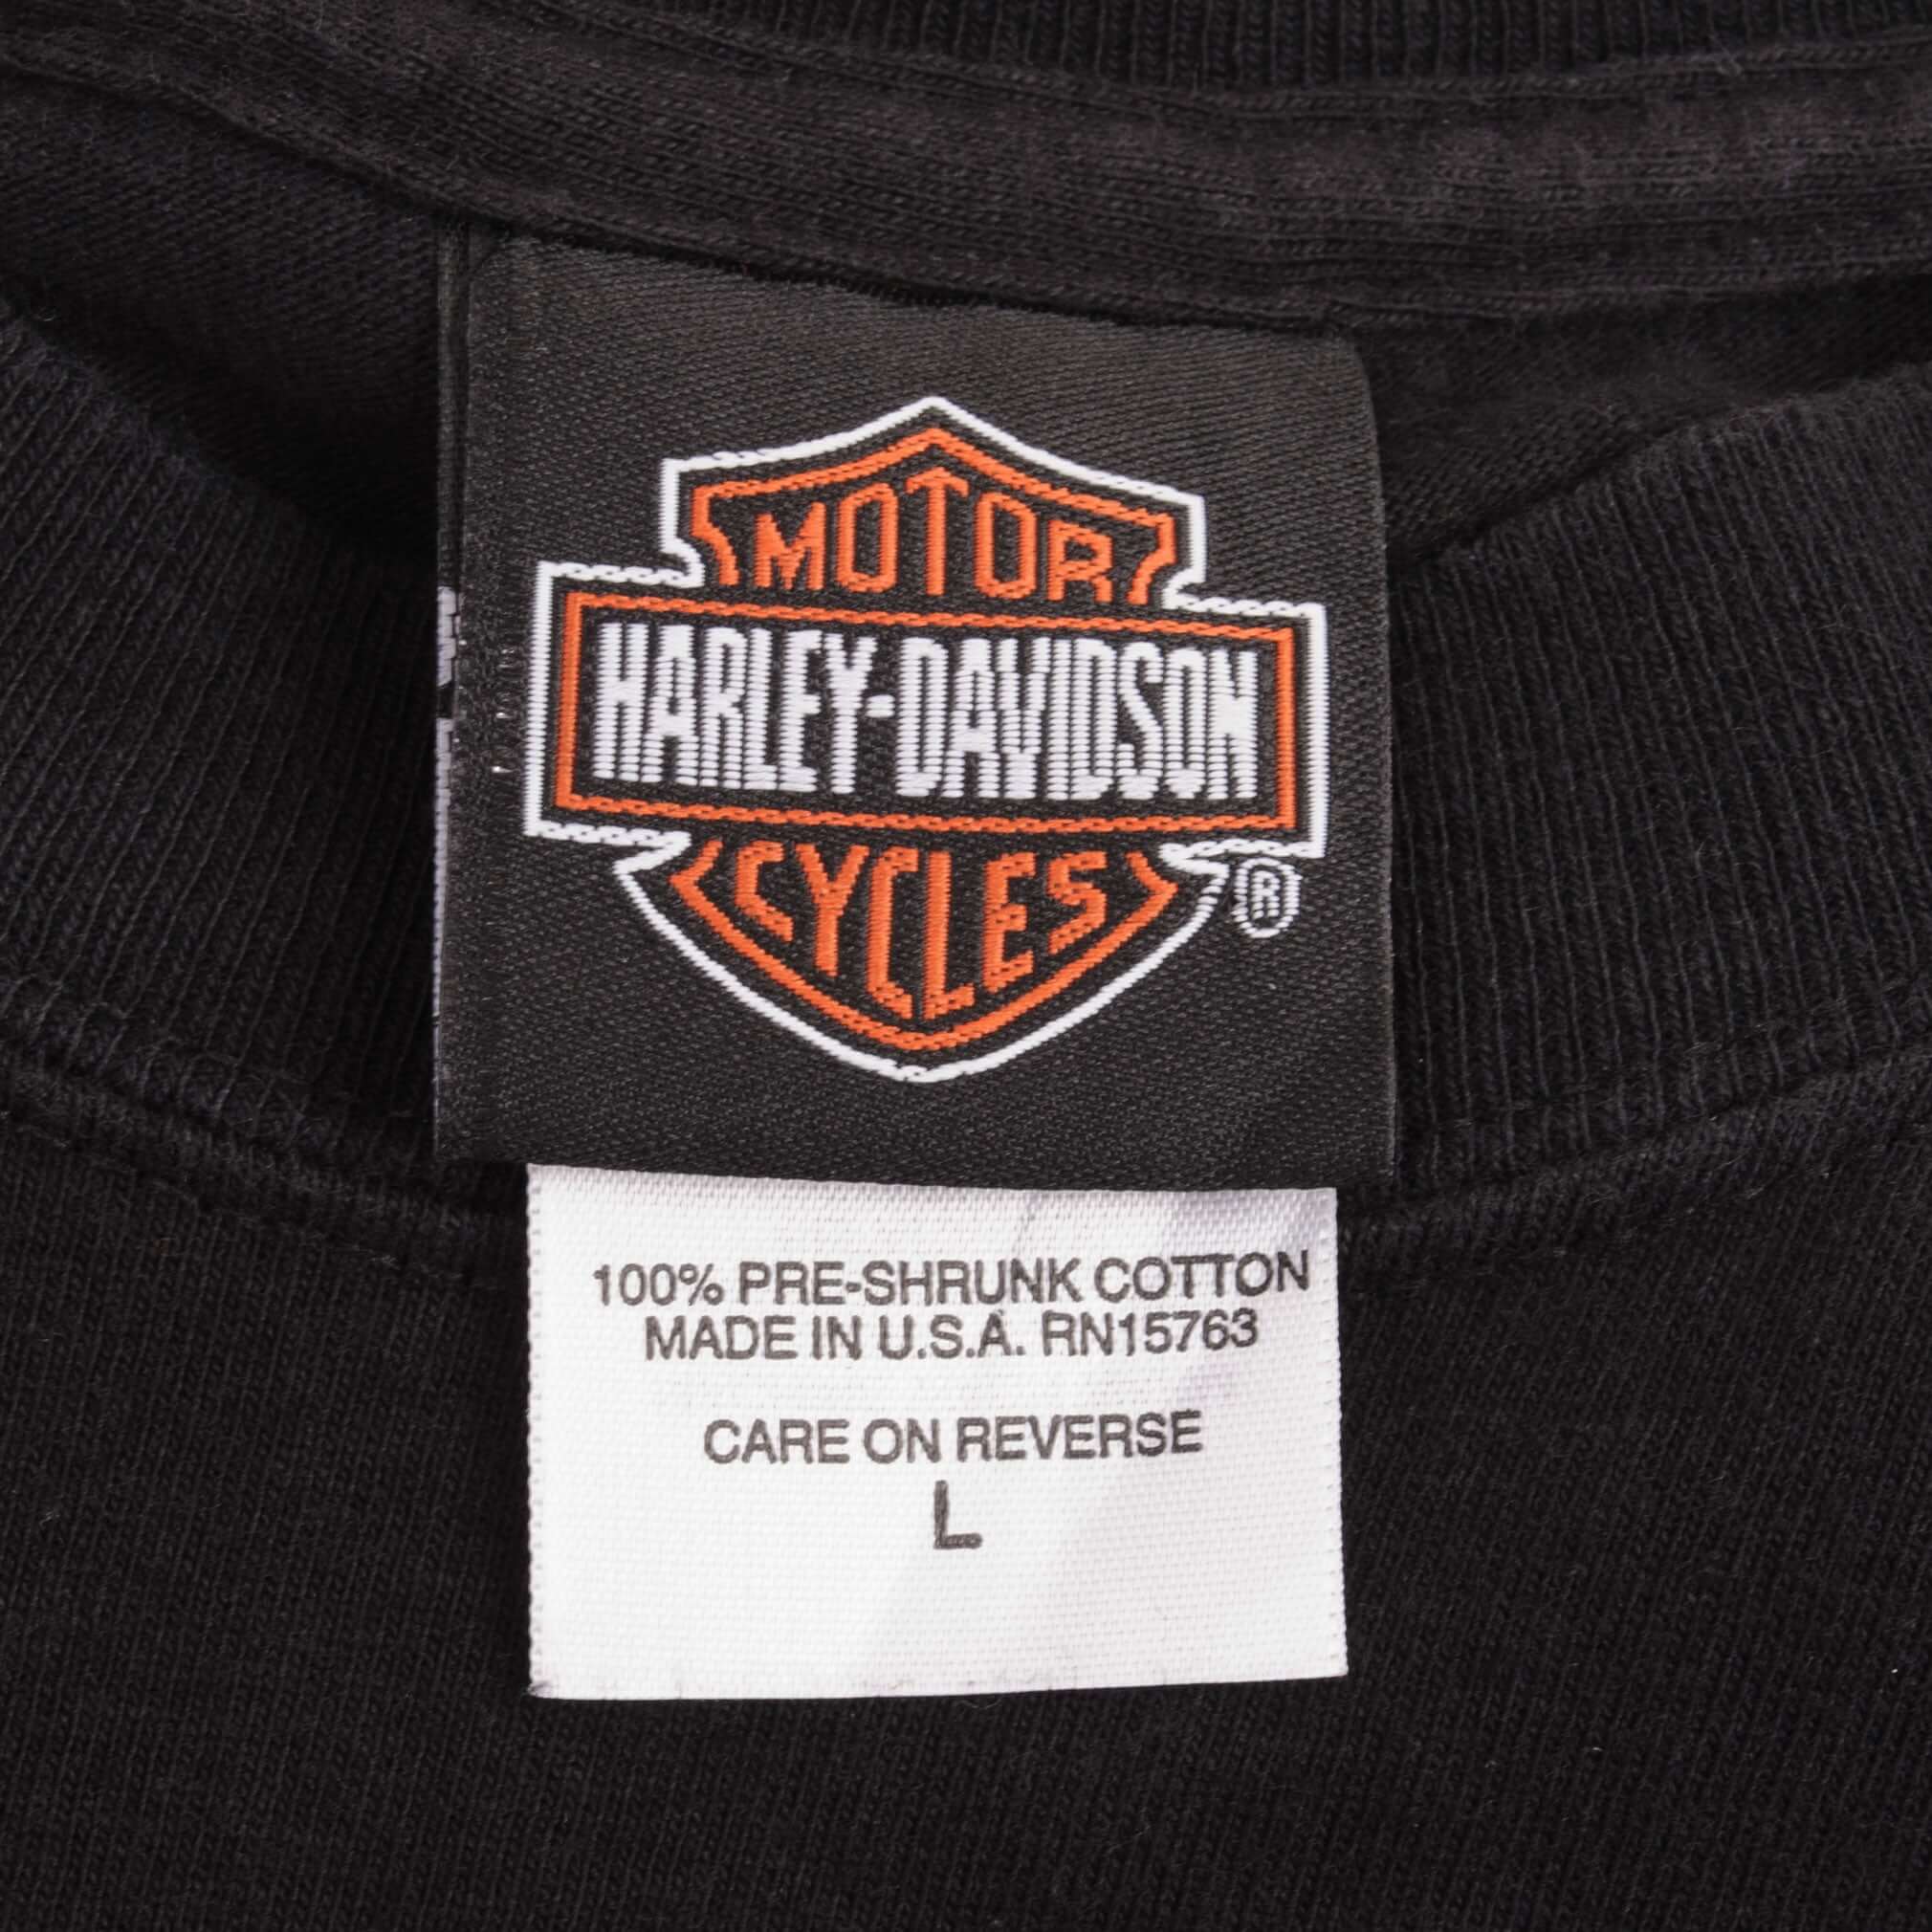 MOTOR
HARLEY-DAVIDSON
CYCLES
®
100% PRE-SHRUNK COTTON
MADE IN U.S.A. RN15763
CARE ON REVERSE
L